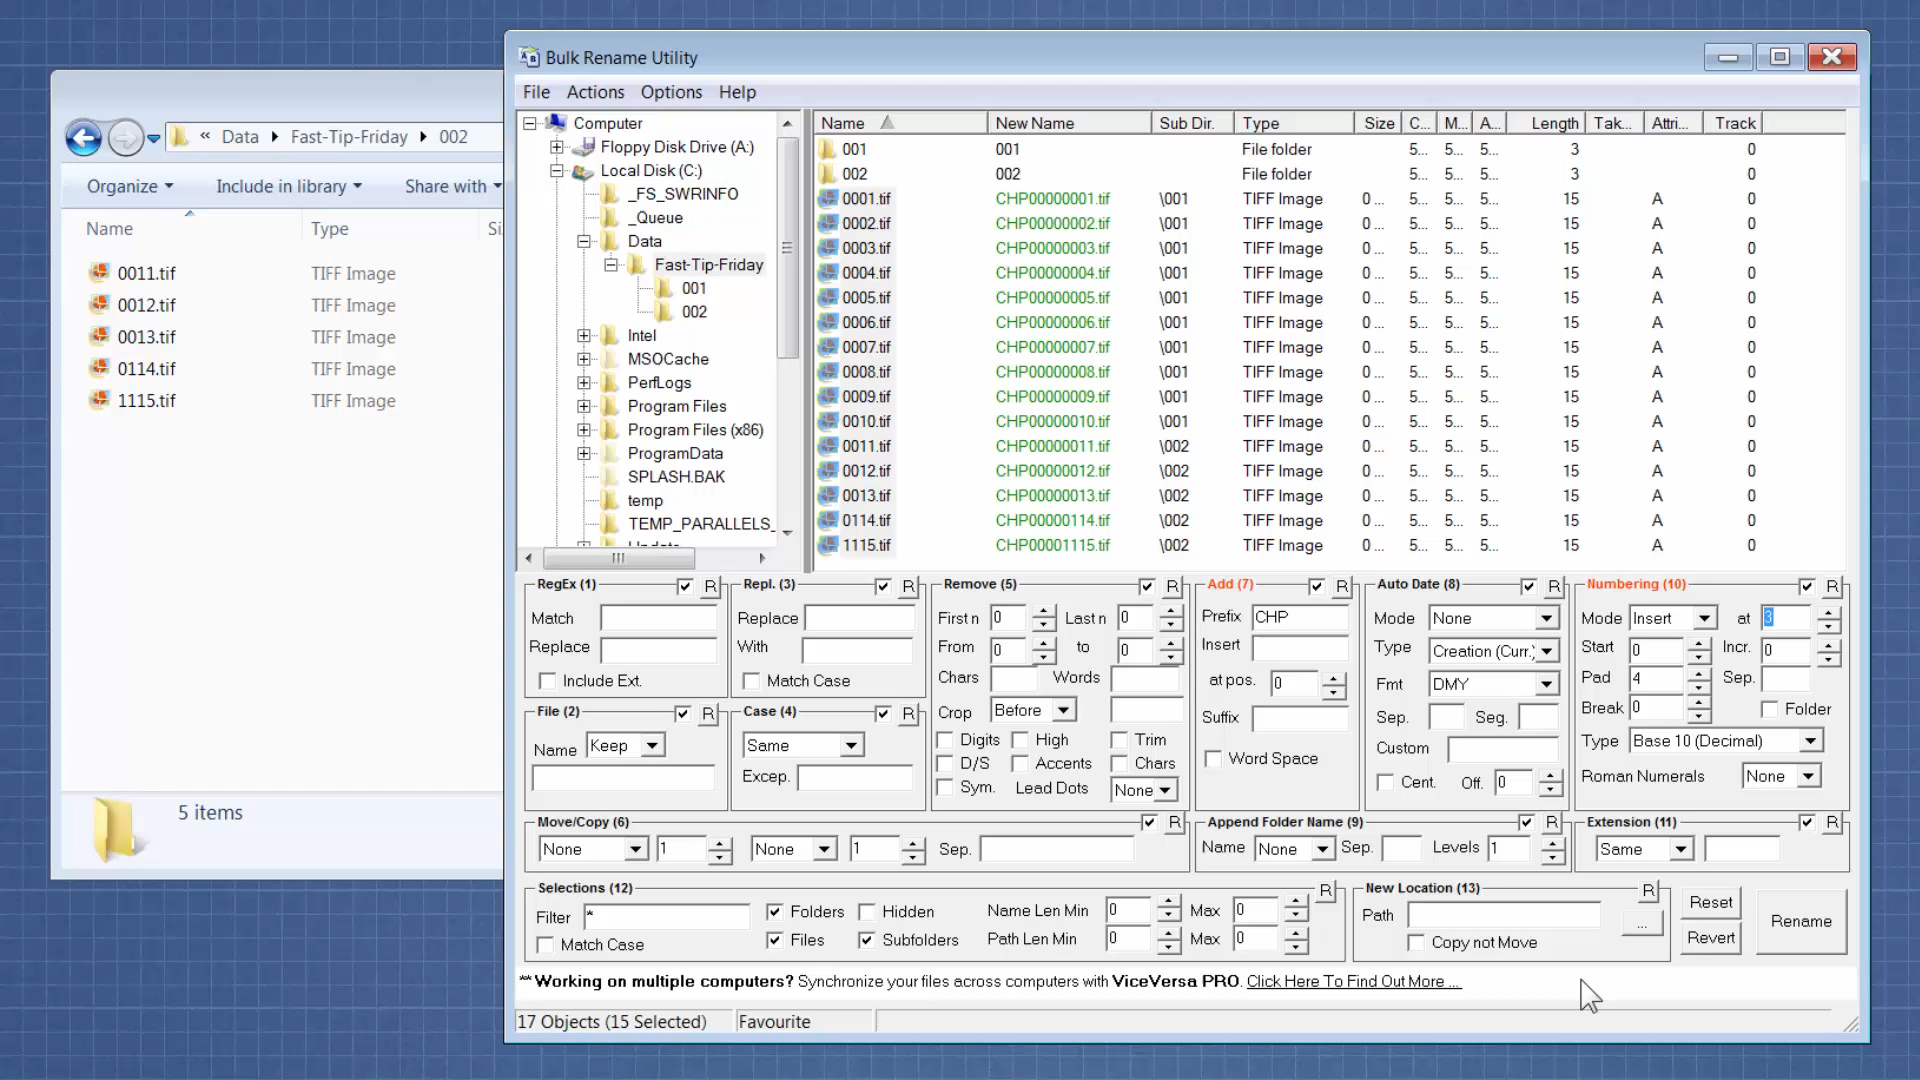 « Data ▸ Fast-Tip-Friday ▸ 002
Organize
Include in library
Share with
Name
Type
Si
0011.tif TIFF Image
0012.tif TIFF Image
0013.tif TIFF Image
0114.tif TIFF Image
1115.tif TIFF Image
5 items
Bulk Rename Utility
File Actions Options Help
Computer
Floppy Disk Drive (A:)
Local Disk (C:)
_FS_SWRINFO
_Queue
Data
Fast-Tip-Friday
001
002
Intel
MSOCache
PerfLogs
Program Files
Program Files (x86)
ProgramData
SPLASH.BAK
temp
TEMP_PARALLELS_
Name New Name Sub Dir. Type Size C... M... A... Length Tak... Attri... Track
001 001 File folder 5... 5... 5... 3 0
002 002 File folder 5... 5... 5... 3 0
0001.tif CHP00000001.tif \001 TIFF Image 0 ... 5... 5... 5... 15 A 0
0002.tif CHP00000002.tif \001 TIFF Image 0 ... 5... 5... 5... 15 A 0
0003.tif CHP00000003.tif \001 TIFF Image 0 ... 5... 5... 5... 15 A 0
0004.tif CHP00000004.tif \001 TIFF Image 0 ... 5... 5... 5... 15 A 0
0005.tif CHP00000005.tif \001 TIFF Image 0 ... 5... 5... 5... 15 A 0
0006.tif CHP00000006.tif \001 TIFF Image 0 ... 5... 5... 5... 15 A 0
0007.tif CHP00000007.tif \001 TIFF Image 0 ... 5... 5... 5... 15 A 0
0008.tif CHP00000008.tif \001 TIFF Image 0 ... 5... 5... 5... 15 A 0
0009.tif CHP00000009.tif \001 TIFF Image 0 ... 5... 5... 5... 15 A 0
0010.tif CHP00000010.tif \001 TIFF Image 0 ... 5... 5... 5... 15 A 0
0011.tif CHP00000011.tif \002 TIFF Image 0 ... 5... 5... 5... 15 A 0
0012.tif CHP00000012.tif \002 TIFF Image 0 ... 5... 5... 5... 15 A 0
0013.tif CHP00000013.tif \002 TIFF Image 0 ... 5... 5... 5... 15 A 0
0114.tif CHP00000114.tif \002 TIFF Image 0 ... 5... 5... 5... 15 A 0
1115.tif CHP00001115.tif \002 TIFF Image 0 ... 5... 5... 5... 15 A 0
RegEx (1) R
Match
Replace
Include Ext.
File (2) R
Name Keep
Repl. (3) R
Replace
With
Match Case
Case (4) R
Same
Excep.
Remove (5) R
First n 0 Last n 0
From 0 to 0
Chars Words
Crop Before
Digits High Trim
D/S Accents Chars
Sym. Lead Dots None
Add (7) R
Prefix CHP
Insert
at pos. 0
Suffix
Word Space
Auto Date (8) R
Mode None
Type Creation (Curr.)
Fmt DMY
Sep. Seg.
Custom
Cent. Off. 0
Numbering (10) R
Mode Insert at 3
Start 0 Incr. 0
Pad 4 Sep.
Break 0 Folder
Type Base 10 (Decimal)
Roman Numerals None
Move/Copy (6) R
None 1 None 1 Sep.
Append Folder Name (9) R
Name None Sep. Levels 1
Extension (11) R
Same
Selections (12) R
Filter * Folders Hidden Name Len Min 0 Max 0
Match Case Files Subfolders Path Len Min 0 Max 0
New Location (13) R
Path ...
Copy not Move
Reset
Revert
Rename
** Working on multiple computers? Synchronize your files across computers with ViceVersa PRO. Click Here To Find Out More ...
17 Objects (15 Selected) Favourite